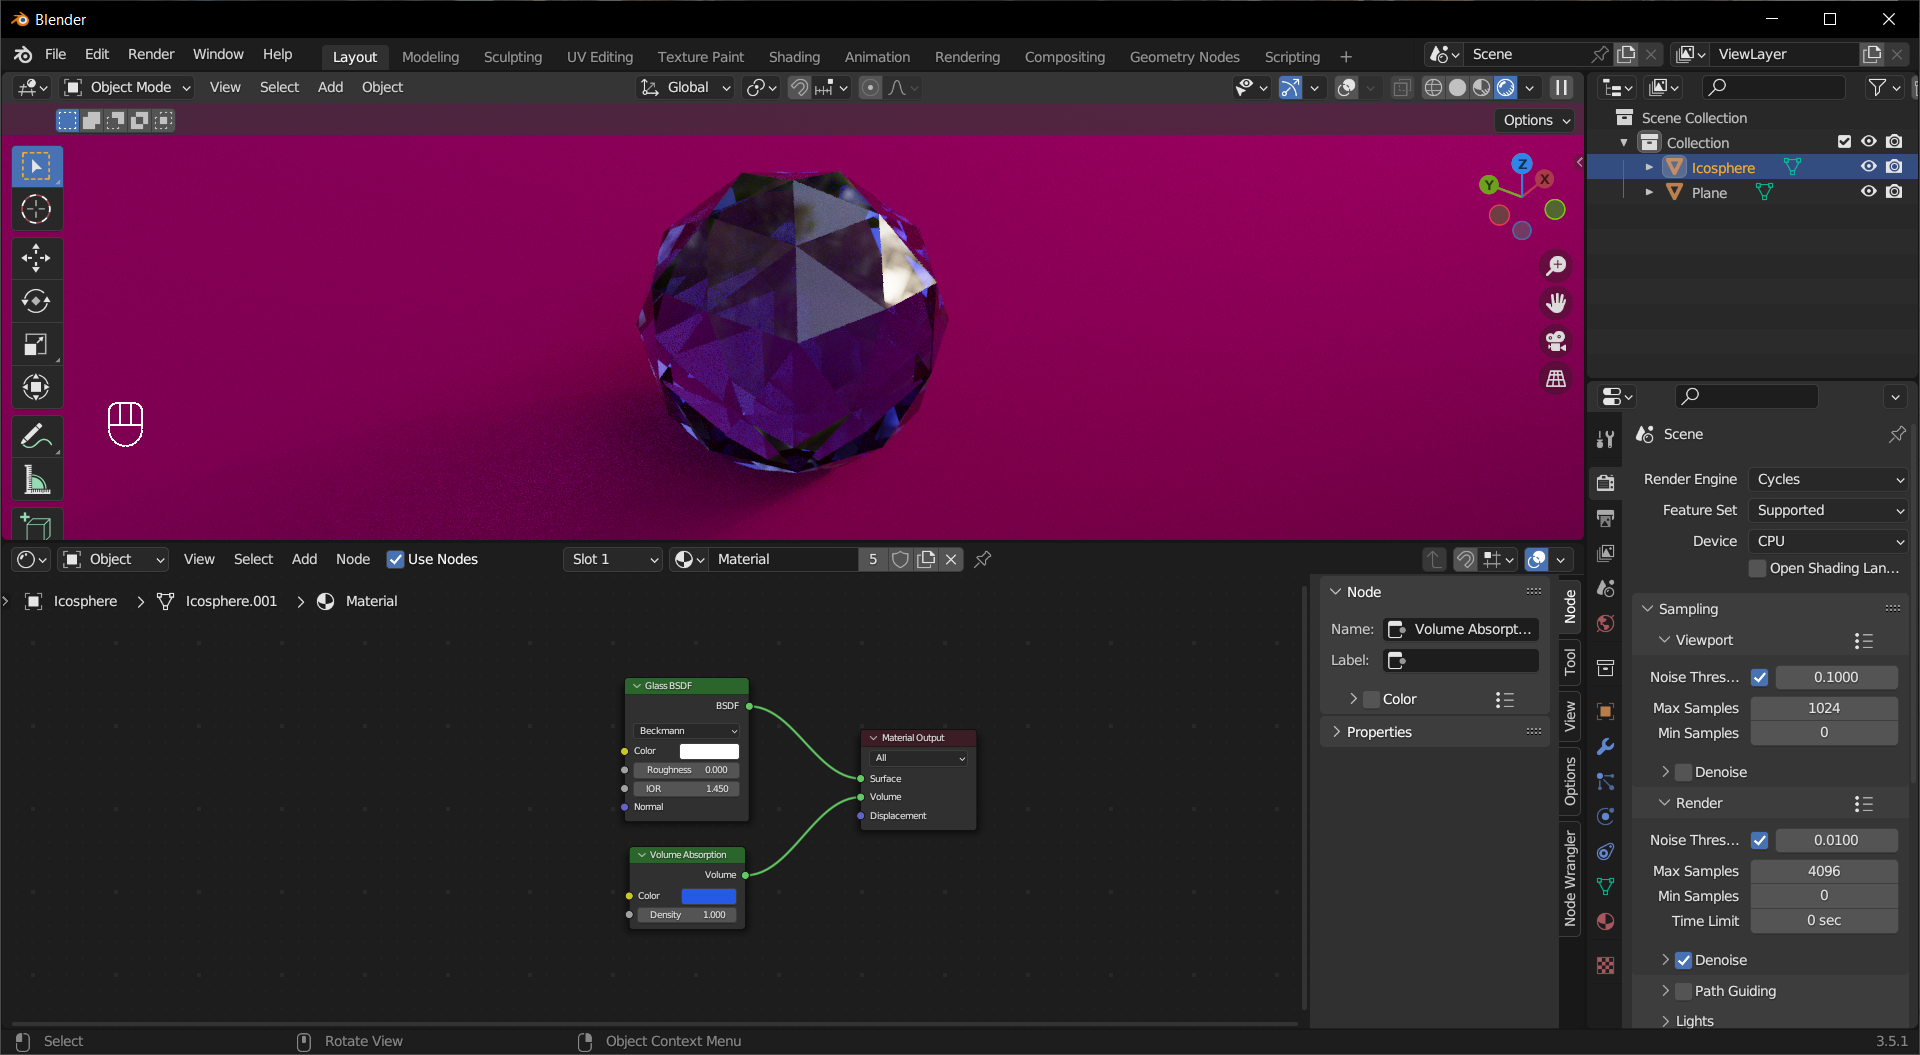 Blender
File Edit Render Window Help
Layout Modeling Sculpting UV Editing Texture Paint Shading Animation Rendering Compositing Geometry Nodes Scripting +
Scene
ViewLayer
Object Mode View Select Add Object
Global
Options
Z
Y
X
Scene Collection
Collection
Icosphere
Plane
Object View Select Add Node Use Nodes
Slot 1
Material 5
Icosphere > Icosphere.001 > Material
Glass BSDF
BSDF
Beckmann
Color
Roughness 0.000
IOR 1.450
Normal
Material Output
All
Surface
Volume
Displacement
Volume Absorption
Volume
Color
Density 1.000
Node
Name: Volume Absorpt...
Label:
Color
Properties
Node
Tool
View
Options
Node Wrangler
Scene
Render Engine Cycles
Feature Set Supported
Device CPU
Open Shading Lan...
Sampling
Viewport
Noise Thres... 0.1000
Max Samples 1024
Min Samples 0
Denoise
Render
Noise Thres... 0.0100
Max Samples 4096
Min Samples 0
Time Limit 0 sec
Denoise
Path Guiding
Lights
Select
Rotate View
Object Context Menu
3.5.1